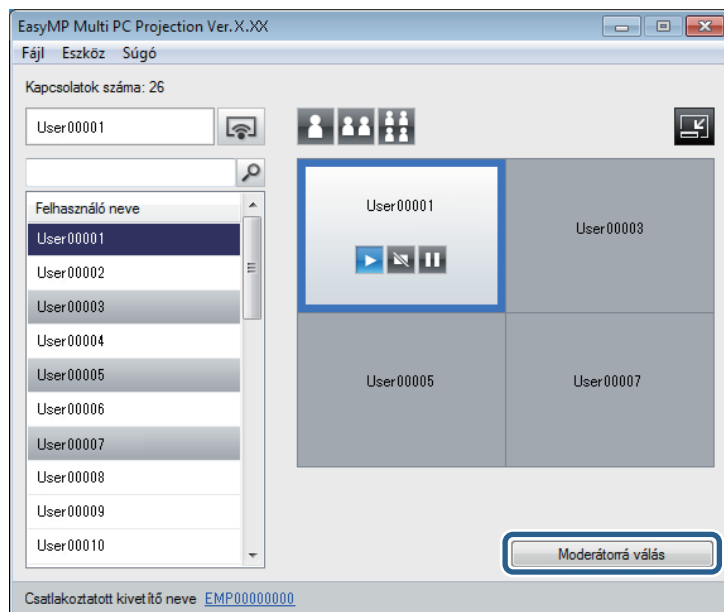 EasyMP Multi PC Projection Ver.X.XX
Fájl Eszköz Súgó
Kapcsolatok száma: 26
User00001
Felhasználó neve
User00001
User00002
User00003
User00004
User00005
User00006
User00007
User00008
User00009
User00010
User00001
User00003
User00005
User00007
Moderátorrá válás
Csatlakoztatott kivetítő neve EMP00000000